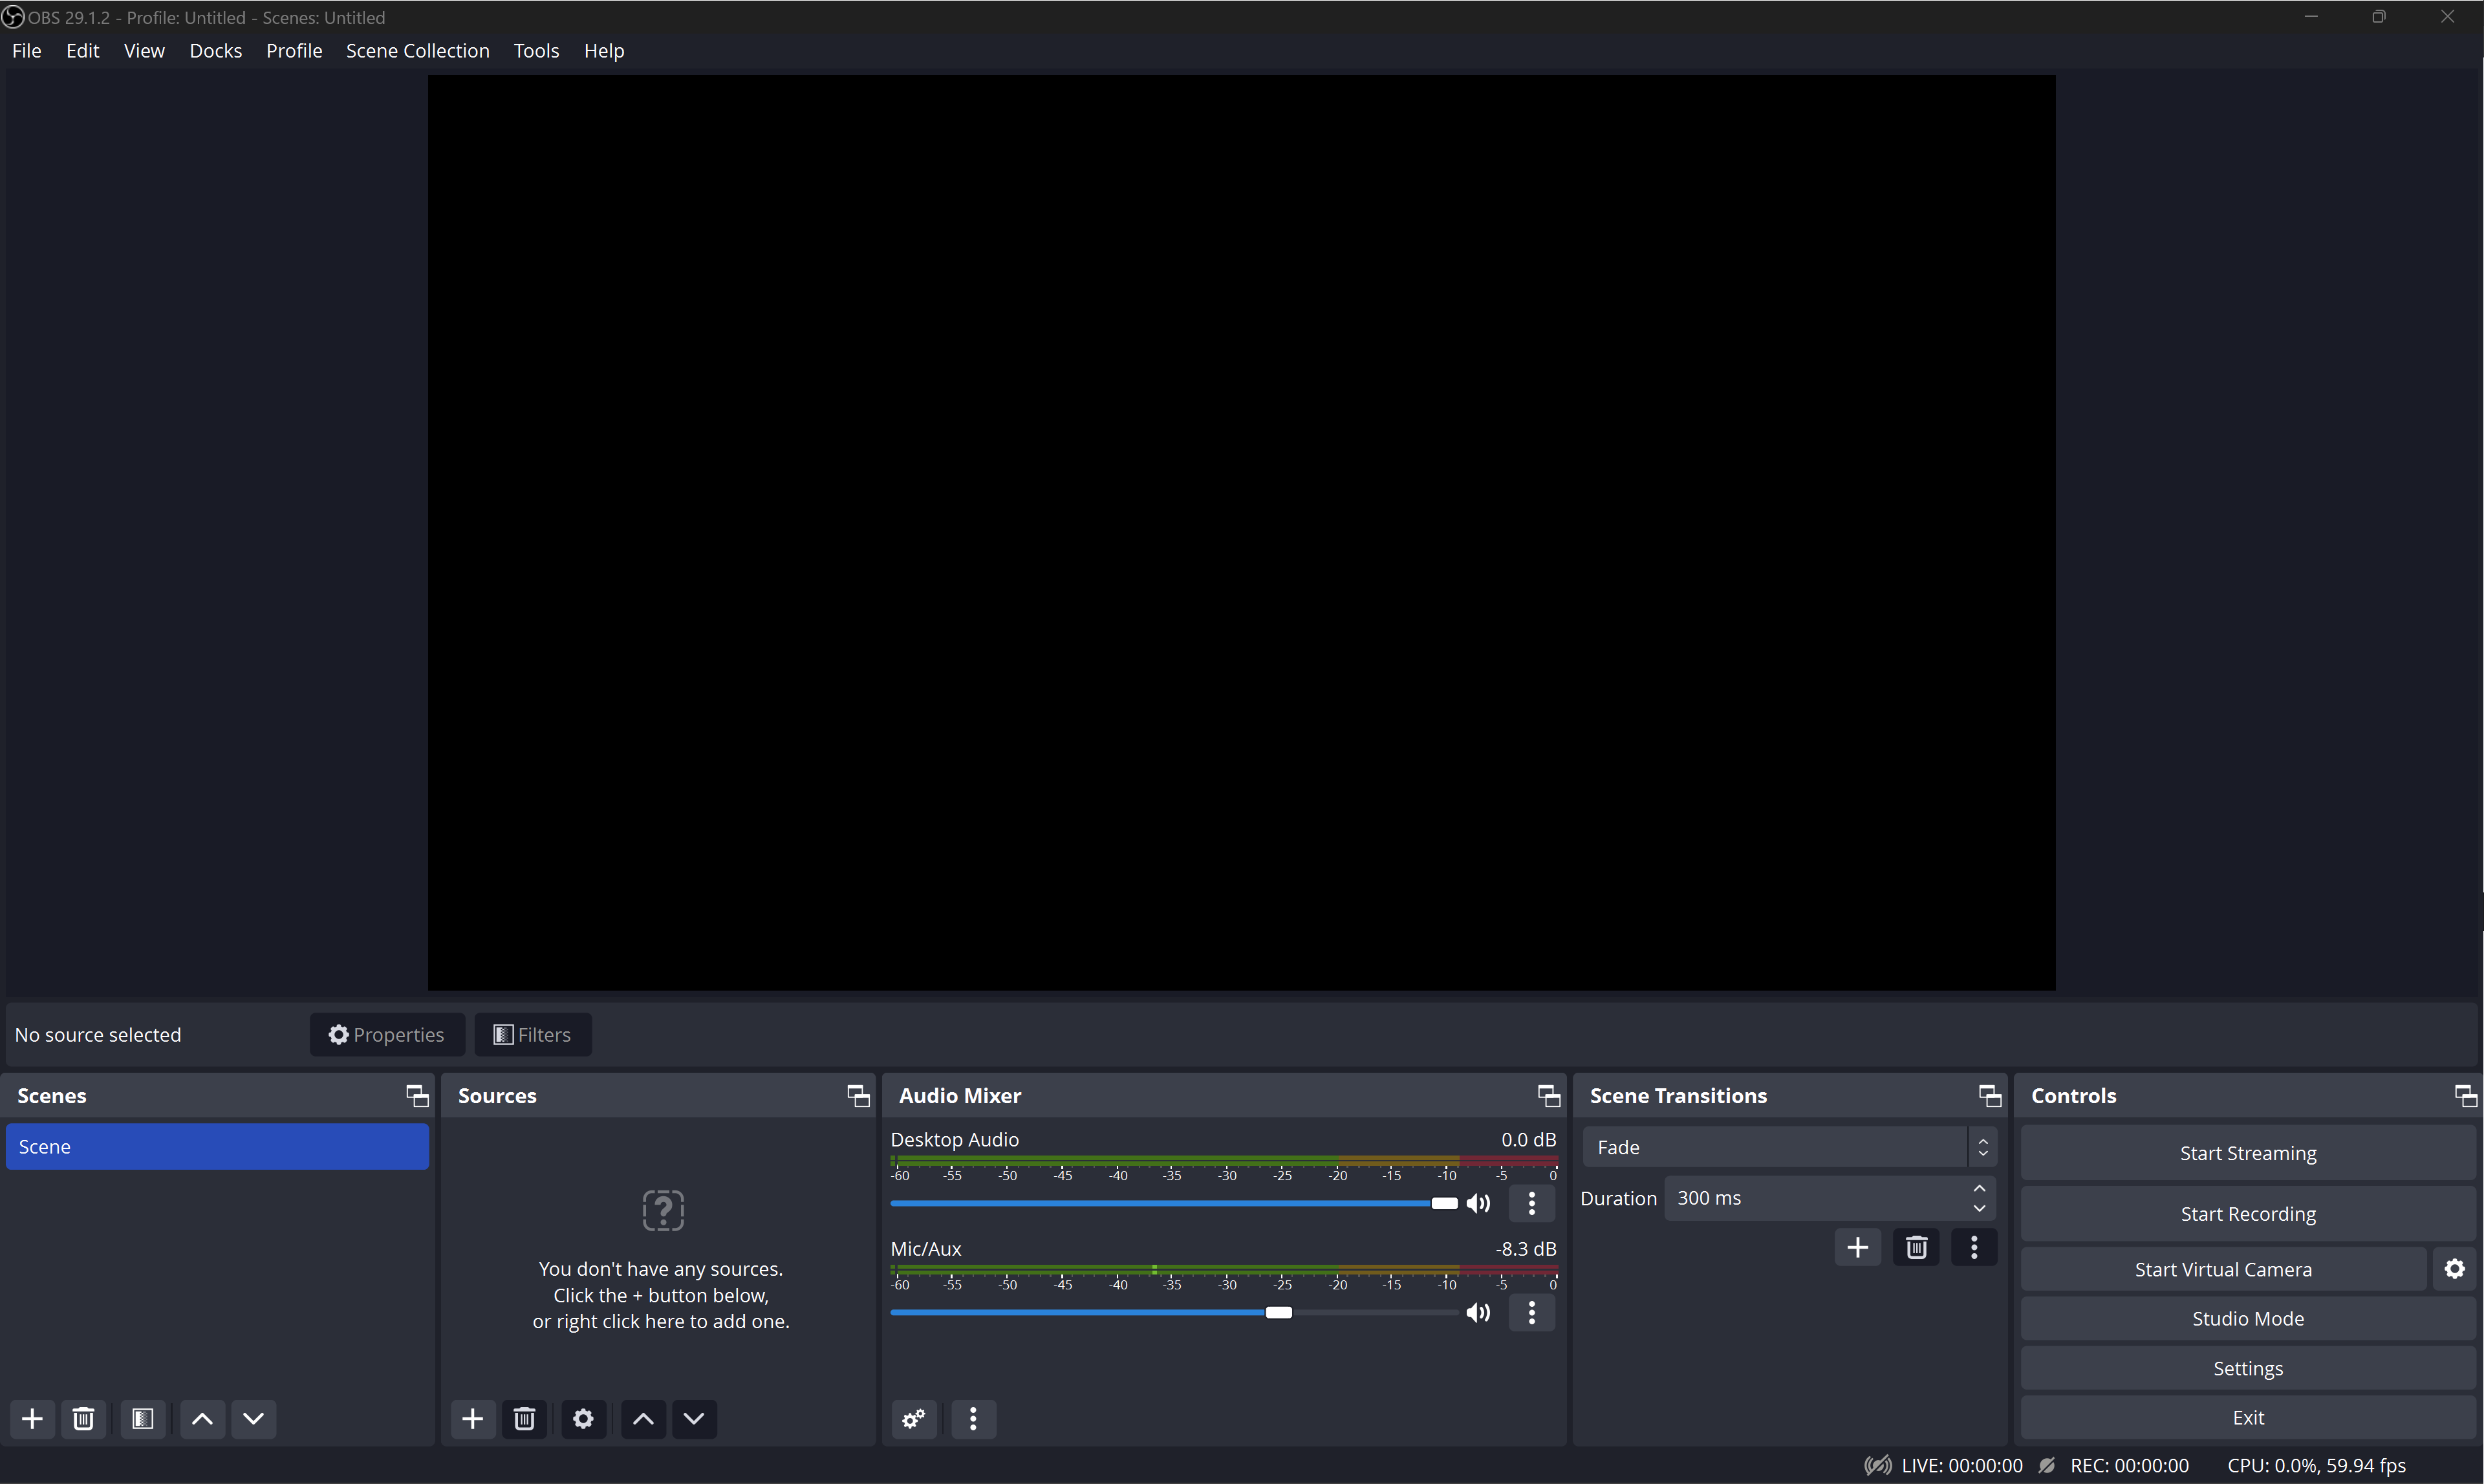 OBS 29.1.2 - Profile: Untitled - Scenes: Untitled
File Edit View Docks Profile Scene Collection Tools Help
No source selected Properties Filters
Scenes
Scene
Sources
You don't have any sources.
Click the + button below,
or right click here to add one.
Audio Mixer
Desktop Audio 0.0 dB
-60 -55 -50 -45 -40 -35 -30 -25 -20 -15 -10 -5 0
Mic/Aux -8.3 dB
-60 -55 -50 -45 -40 -35 -30 -25 -20 -15 -10 -5 0
Scene Transitions
Fade
Duration 300 ms
Controls
Start Streaming
Start Recording
Start Virtual Camera
Studio Mode
Settings
Exit
LIVE: 00:00:00 REC: 00:00:00 CPU: 0.0%, 59.94 fps